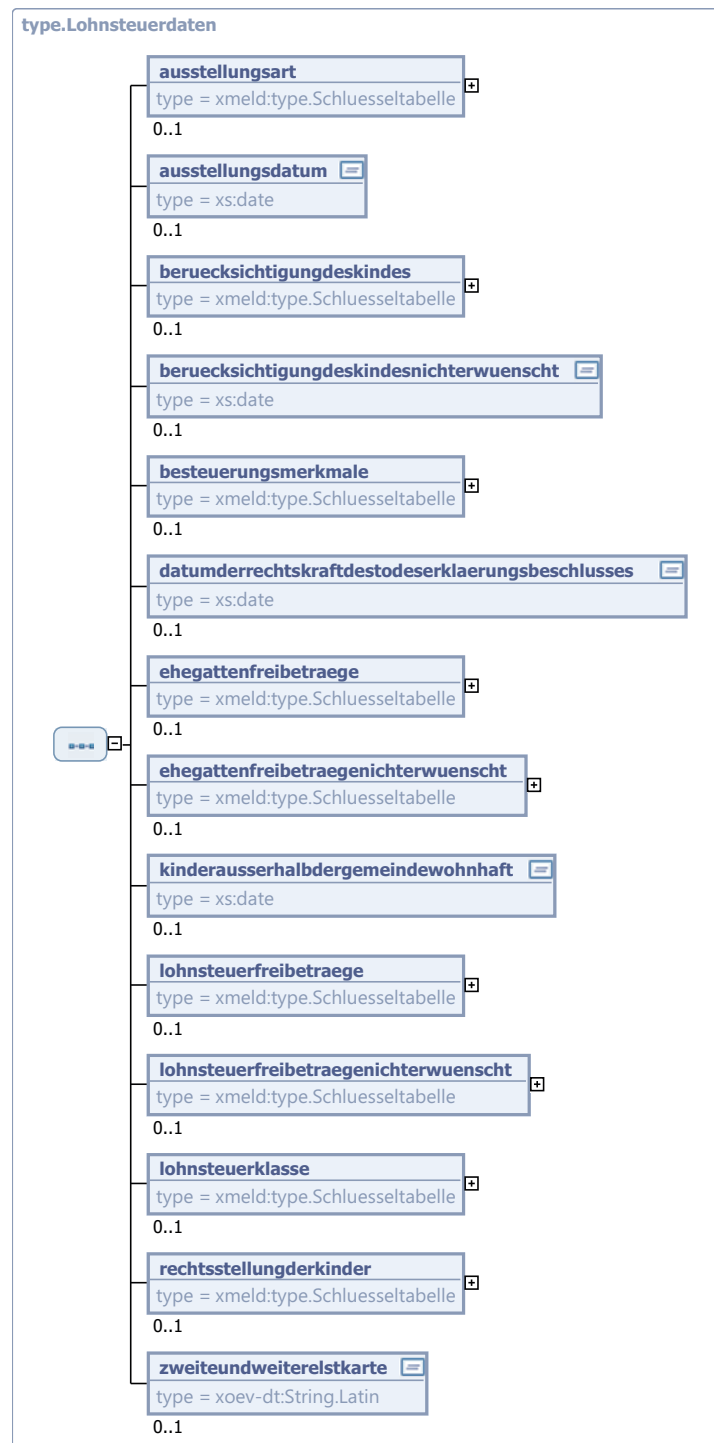 type.Lohnsteuerdaten
ausstellungsart
type = xmeld:type.Schluesseltabelle
0..1
ausstellungsdatum
type = xs:date
0..1
beruecksichtigungdeskindes
type = xmeld:type.Schluesseltabelle
0..1
beruecksichtigungdeskindesnichterwuenscht
type = xs:date
0..1
besteuerungsmerkmale
type = xmeld:type.Schluesseltabelle
0..1
datumderrechtskraftdestodeserklaerungsbeschlusses
type = xs:date
0..1
ehegattenfreibetraege
type = xmeld:type.Schluesseltabelle
0..1
ehegattenfreibetraegenichterwuenscht
type = xmeld:type.Schluesseltabelle
0..1
kinderausserhalbdergemeindewohnhaft
type = xs:date
0..1
lohnsteuerfreibetraege
type = xmeld:type.Schluesseltabelle
0..1
lohnsteuerfreibetraegenichterwuenscht
type = xmeld:type.Schluesseltabelle
0..1
lohnsteuerklasse
type = xmeld:type.Schluesseltabelle
0..1
rechtsstellungderkinder
type = xmeld:type.Schluesseltabelle
0..1
zweiteundweiterelstkarte
type = xoev-dt:String.Latin
0..1